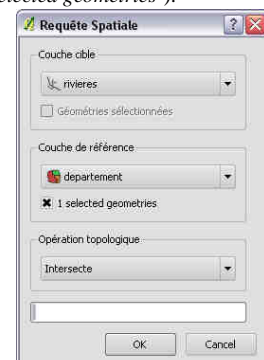 selected geometries").
Requête Spatiale
Couche cible
rivieres
Géométries sélectionnées
Couche de référence
departement
1 selected geometries
Opération topologique
Intersecte
OK Cancel